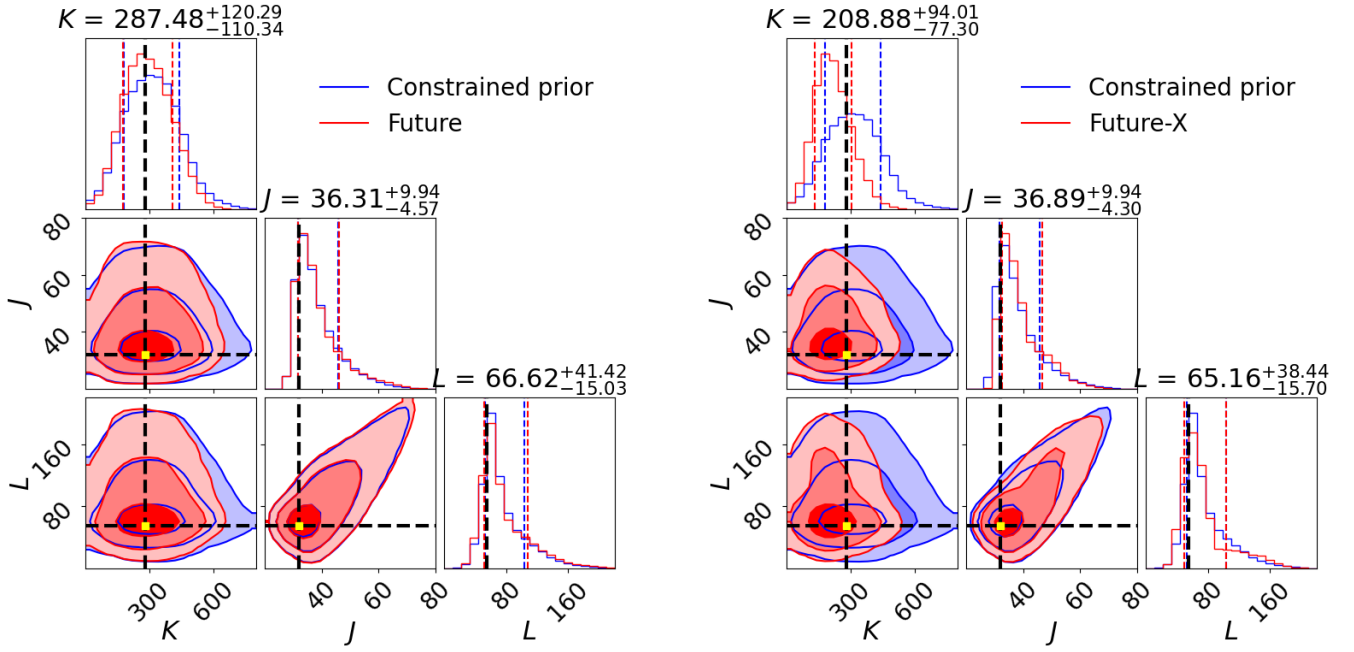 K = 287.48 +120.29 −110.34
Constrained prior
Future
J = 36.31 +9.94 −4.57
L = 66.62 +41.42 −15.03
J
80
60
40
L
160
80
300
600
K
40
60
80
J
80
160
L
K = 208.88 +94.01 −77.30
Constrained prior
Future-X
J = 36.89 +9.94 −4.30
L = 65.16 +38.44 −15.70
J
80
60
40
L
160
80
300
600
K
40
60
80
J
80
160
L